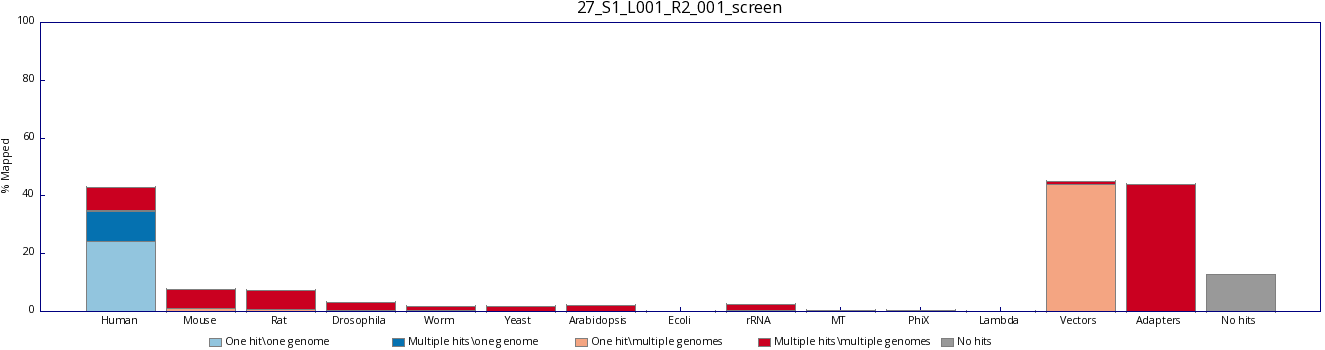 27_S1_L001_R2_001_screen
% Mapped
100
80
60
40
20
0
Human Mouse Rat Drosophila Worm Yeast Arabidopsis Ecoli rRNA MT PhiX Lambda Vectors Adapters No hits
One hit\one genome Multiple hits\one genome One hit\multiple genomes Multiple hits\multiple genomes No hits